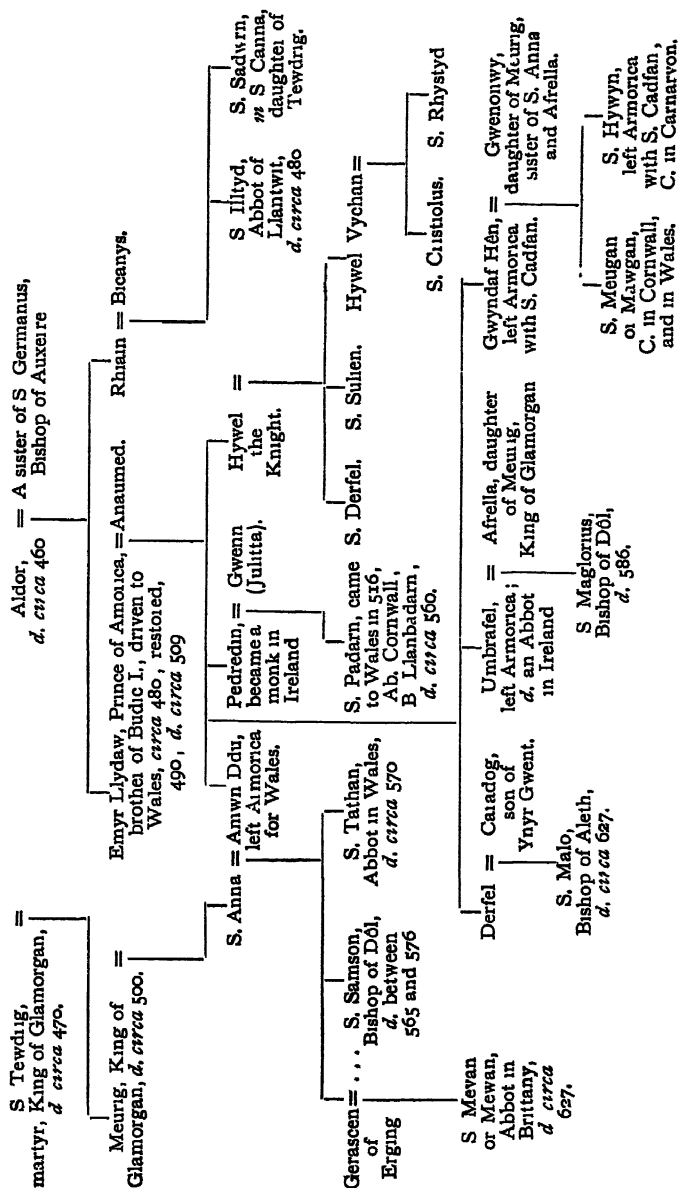 S Tewdrig,
martyr, King of Glamorgan, =
d circa 470.
Aldor, = A sister of S Germanus,
d. circa 460 Bishop of Auxerre
Meurig, King of =
Glamorgan, d. circa 500.
Emyr Llydaw, Prince of Amorica, = Anaumed.
brother of Budic I., driven to
Wales, circa 480, restored,
490, d. circa 509
Rhiain = Bicanys.
S. Anna = Amwn Ddu,
left Armorica
for Wales.
Pedredin, = Gwenn
became a (Julitta).
monk in
Ireland
Hywel =
the
Knight.
S Illtyd,
Abbot of
Llantwit,
d. circa 480
S. Sadwrn,
m S Canna,
daughter of
Tewdrig.
Gerascen = . . .
of
Erging
S. Samson,
Bishop of Dôl,
d. between
565 and 576
S. Tathan,
Abbot in Wales,
d. circa 570
S. Padarn, came
to Wales in 516,
Ab. Cornwall,
B Llanbadarn,
d. circa 560.
S. Derfel. S. Sulien. Hywel Vychan =
S. Cristiolus. S. Rhystyd
S Mevan
or Mewan,
Abbot in
Brittany,
d circa
627.
Derfel = Caradog,
son of
Ynyr Gwent.
Umbrafel, = Afrella, daughter
left Armorica; of Meurig,
d. an Abbot King of Glamorgan
in Ireland
Gwyndaf Hên, = Gwenonwy,
left Armorica daughter of Meurig,
with S. Cadfan. sister of S. Anna
and Afrella.
S. Malo,
Bishop of Aleth,
d. circa 627.
S Maglorius,
Bishop of Dôl,
d. 586.
S. Meugan
or Mawgan,
C. in Cornwall,
and in Wales.
S. Hywyn,
left Armorica
with S. Cadfan,
C. in Carnarvon.